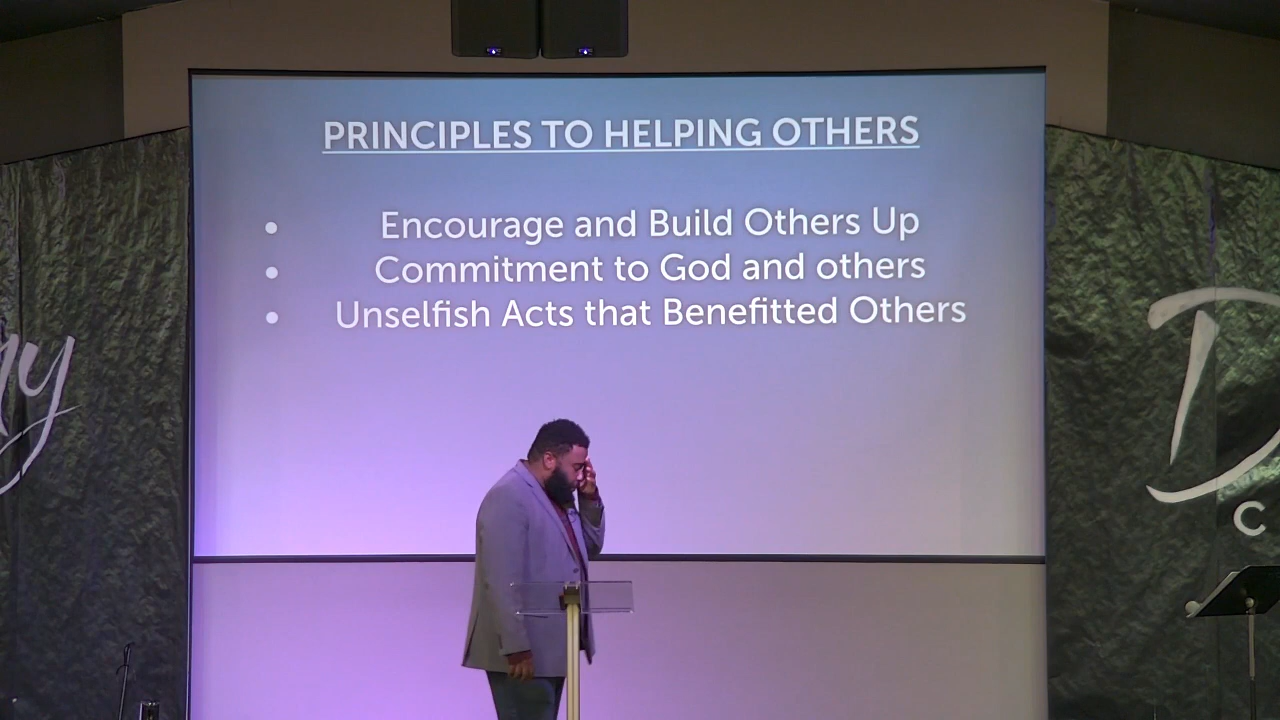 PRINCIPLES TO HELPING OTHERS
• Encourage and Build Others Up
• Commitment to God and others
• Unselfish Acts that Benefitted Others